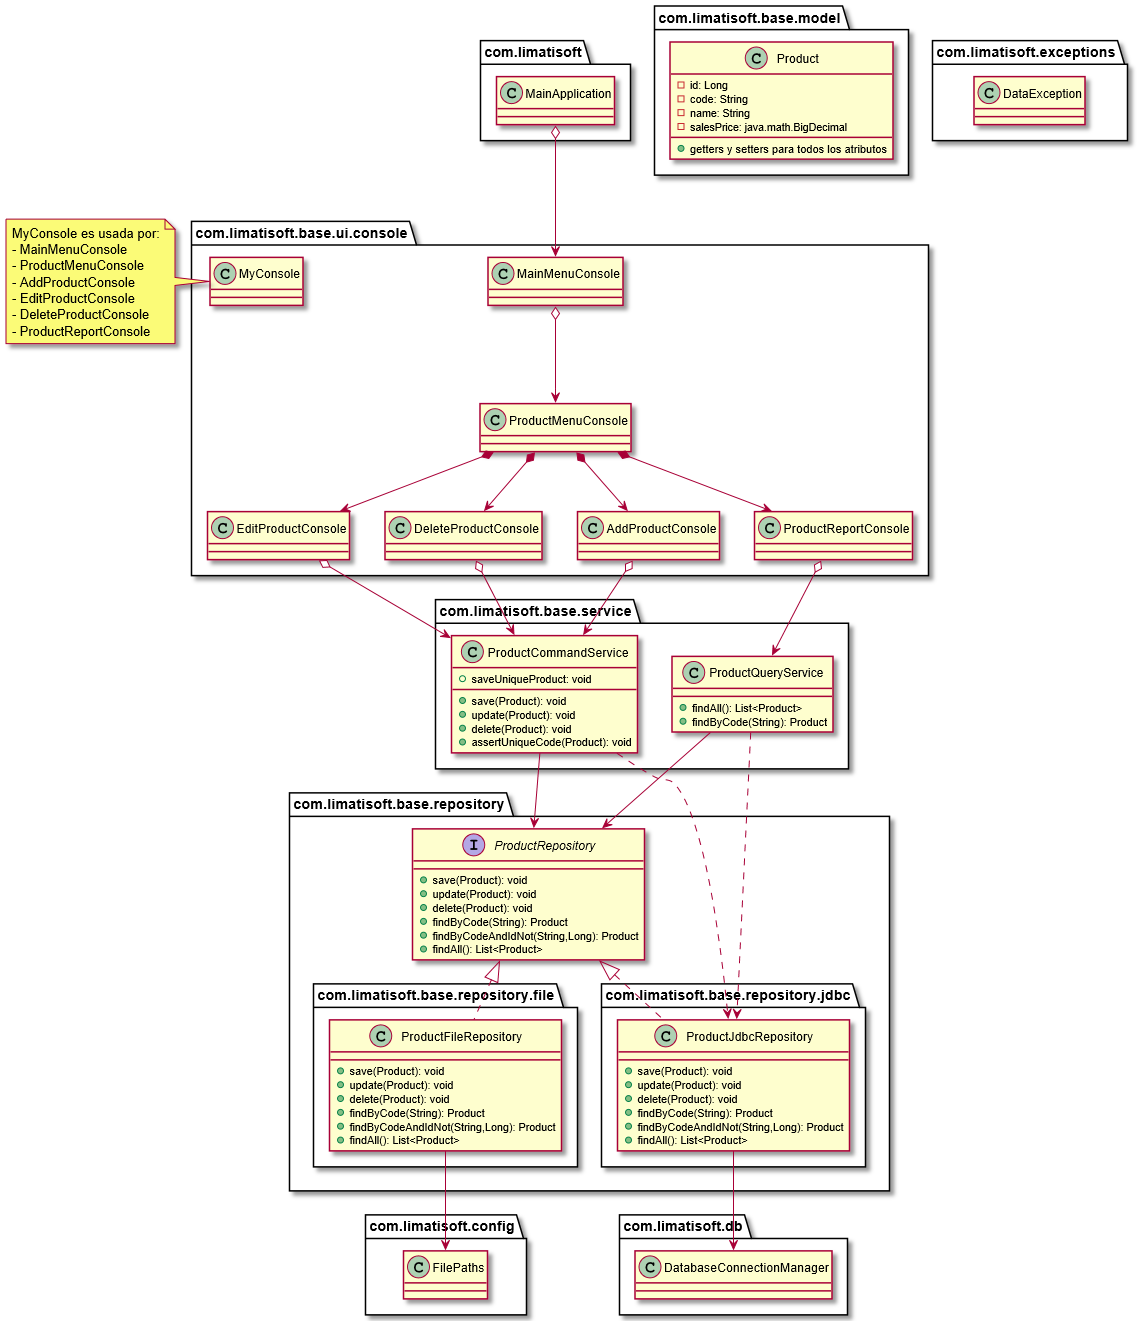 com.limatisoft
C MainApplication
com.limatisoft.base.model
C Product
id: Long
code: String
name: String
salesPrice: java.math.BigDecimal
getters y setters para todos los atributos
com.limatisoft.exceptions
C DataException
MyConsole es usada por:
- MainMenuConsole
- ProductMenuConsole
- AddProductConsole
- EditProductConsole
- DeleteProductConsole
- ProductReportConsole
com.limatisoft.base.ui.console
C MyConsole
C MainMenuConsole
C ProductMenuConsole
C EditProductConsole
C DeleteProductConsole
C AddProductConsole
C ProductReportConsole
com.limatisoft.base.service
C ProductCommandService
saveUniqueProduct: void
save(Product): void
update(Product): void
delete(Product): void
assertUniqueCode(Product): void
C ProductQueryService
findAll(): List<Product>
findByCode(String): Product
com.limatisoft.base.repository
I ProductRepository
save(Product): void
update(Product): void
delete(Product): void
findByCode(String): Product
findByCodeAndIdNot(String,Long): Product
findAll(): List<Product>
com.limatisoft.base.repository.file
C ProductFileRepository
save(Product): void
update(Product): void
delete(Product): void
findByCode(String): Product
findByCodeAndIdNot(String,Long): Product
findAll(): List<Product>
com.limatisoft.base.repository.jdbc
C ProductJdbcRepository
save(Product): void
update(Product): void
delete(Product): void
findByCode(String): Product
findByCodeAndIdNot(String,Long): Product
findAll(): List<Product>
com.limatisoft.config
C FilePaths
com.limatisoft.db
C DatabaseConnectionManager